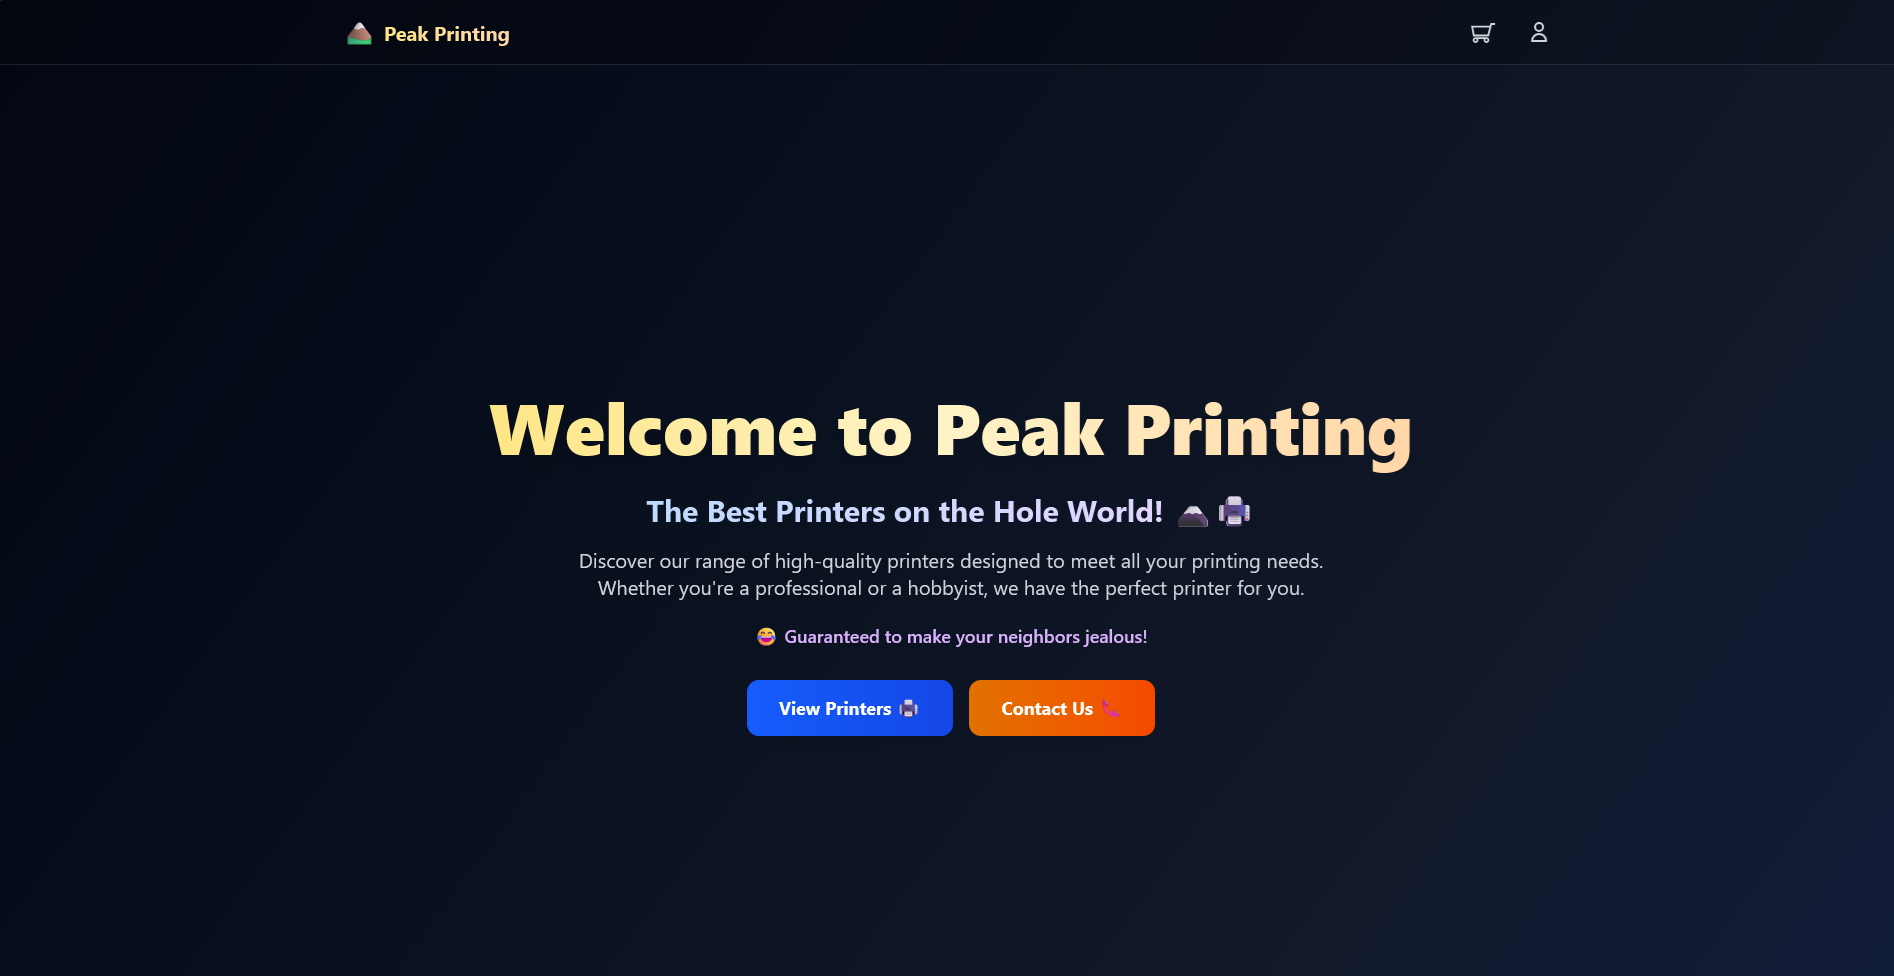 Peak Printing
Welcome to Peak Printing
The Best Printers on the Hole World! 🗻🖨️
Discover our range of high-quality printers designed to meet all your printing needs.
Whether you're a professional or a hobbyist, we have the perfect printer for you.
😂 Guaranteed to make your neighbors jealous!
View Printers 🖨️
Contact Us 📞